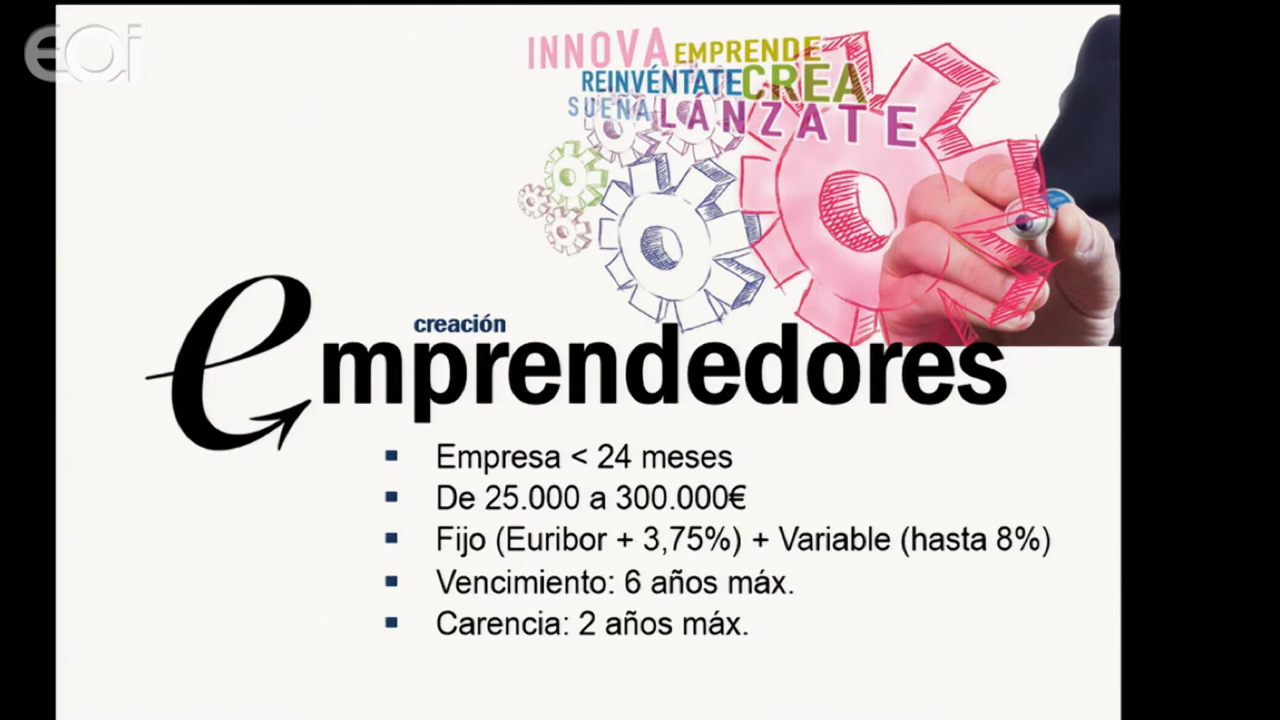 eoi
INNOVA EMPRENDE
REINVÉNTATE CREA
SUEÑA LÁNZATE
creación
emprendedores
Empresa < 24 meses
De 25.000 a 300.000€
Fijo (Euribor + 3,75%) + Variable (hasta 8%)
Vencimiento: 6 años máx.
Carencia: 2 años máx.